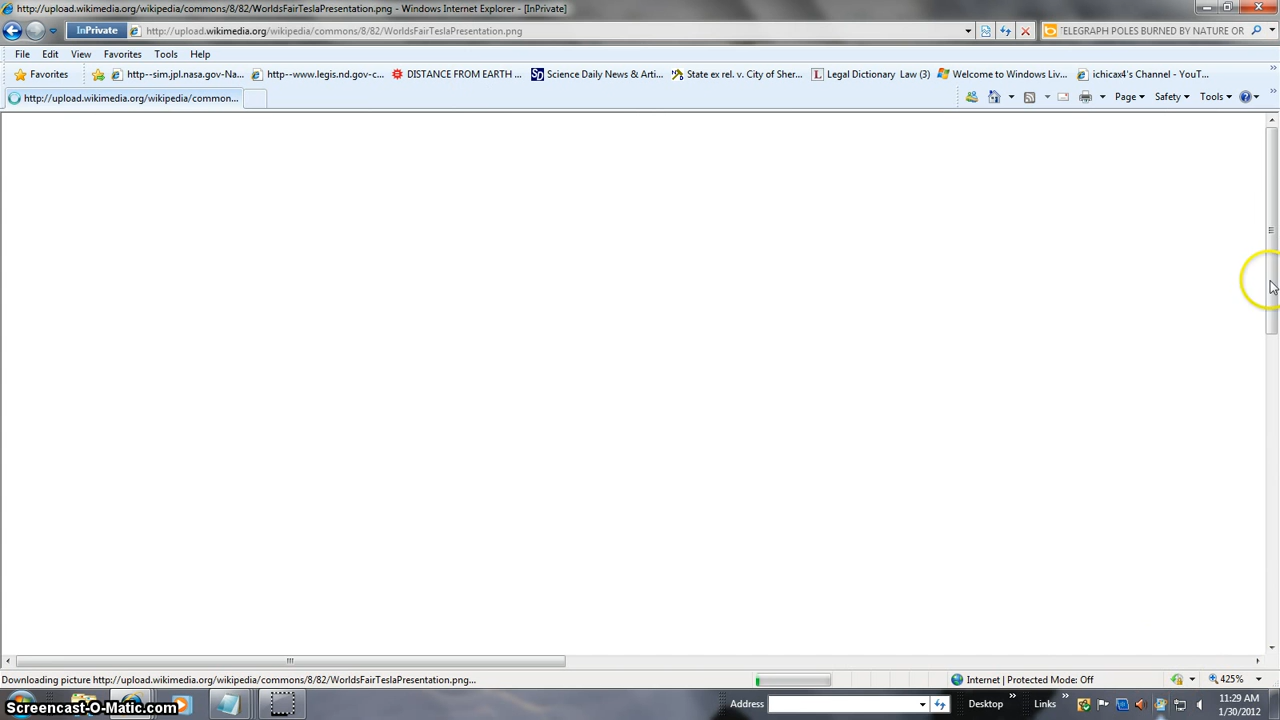 http://upload.wikimedia.org/wikipedia/commons/8/82/WorldsFairTeslaPresentation.png - Windows Internet Explorer - [InPrivate]
InPrivate http://upload.wikimedia.org/wikipedia/commons/8/82/WorldsFairTeslaPresentation.png TELEGRAPH POLES BURNED BY NATURE OR
File Edit View Favorites Tools Help
Favorites http--sim.jpl.nasa.gov-Na... http--www.legis.nd.gov-c... DISTANCE FROM EARTH ... Science Daily News & Arti... State ex rel. v. City of Sher... Legal Dictionary Law (3) Welcome to Windows Liv... ichicax4's Channel - YouT...
http://upload.wikimedia.org/wikipedia/common... Page Safety Tools
Downloading picture http://upload.wikimedia.org/wikipedia/commons/8/82/WorldsFairTeslaPresentation.png... Internet | Protected Mode: Off 425%
Address Desktop Links 11:29 AM
Screencast-O-Matic.com 1/30/2012